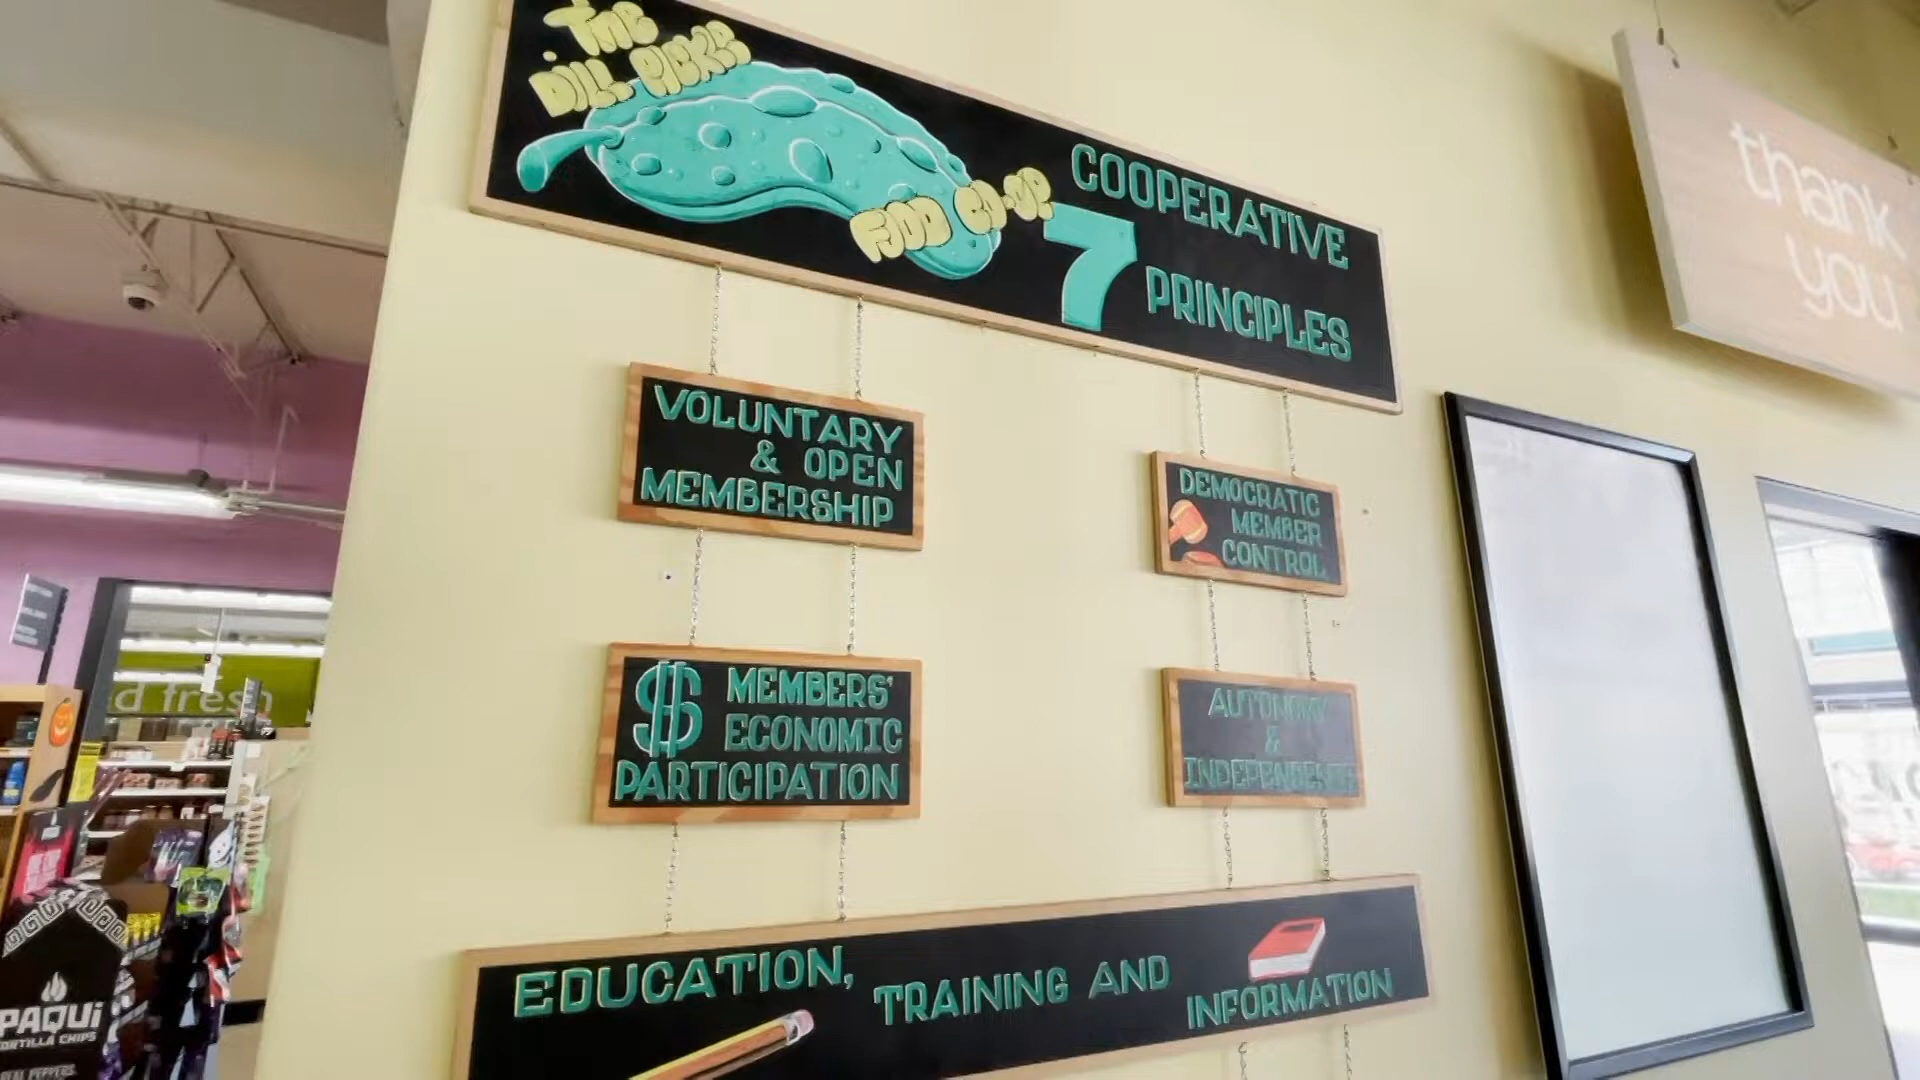 THE
DILL PICKLE
FOOD CO-OP
COOPERATIVE
7 PRINCIPLES
VOLUNTARY
& OPEN
MEMBERSHIP
DEMOCRATIC
MEMBER
CONTROL
$ MEMBERS'
ECONOMIC
PARTICIPATION
AUTONOMY
&
INDEPENDENCE
EDUCATION,
TRAINING AND
INFORMATION
thank
you
d fresh
PAQUI
TORTILLA CHIPS
REAL PEPPERS